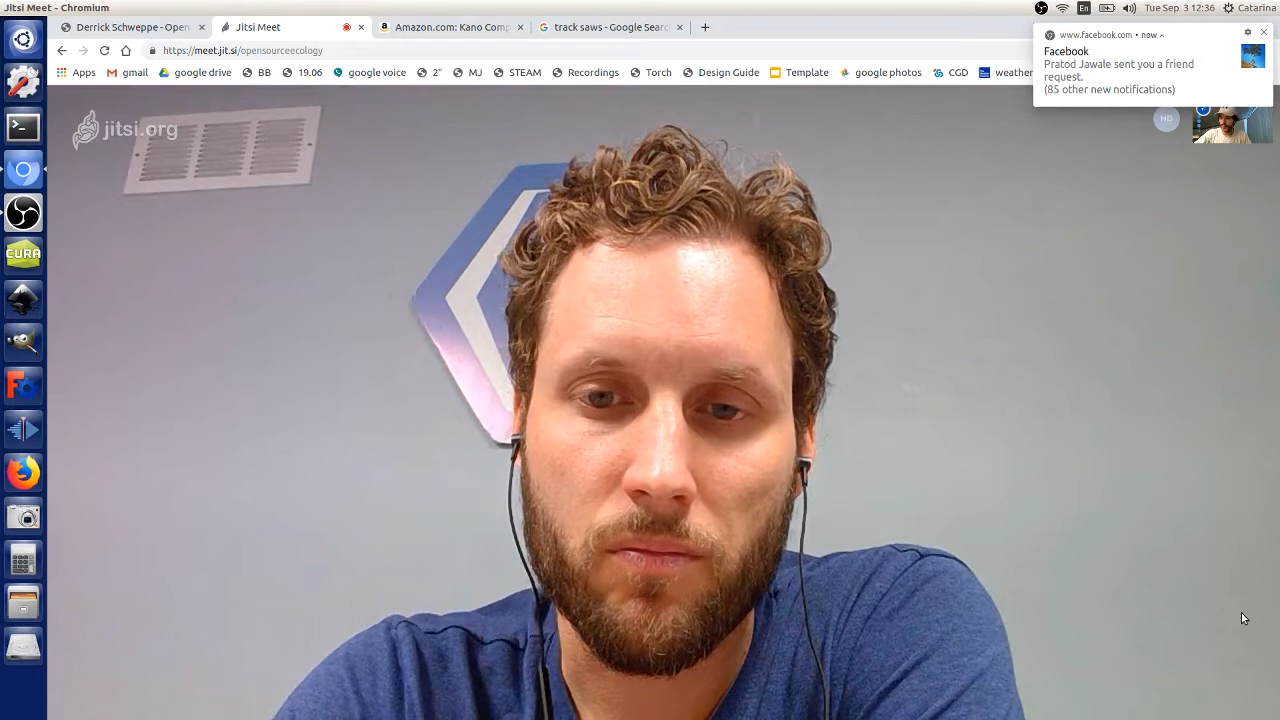 Jitsi Meet - Chromium
En
Tue Sep 3 12:36
Catarina
Derrick Schweppe - Open
Jitsi Meet
Amazon.com: Kano Comp
track saws - Google Searc
https://meet.jit.si/opensourceecology
Apps
gmail
google drive
BB
19.06
google voice
2"
MJ
TEAM
Recordings
Torch
Design Guide
Template
google photos
CGD
weather
www.facebook.com • now
Facebook
Pratod Jawale sent you a friend
request.
(85 other new notifications)
jitsi.org
HD
CURA